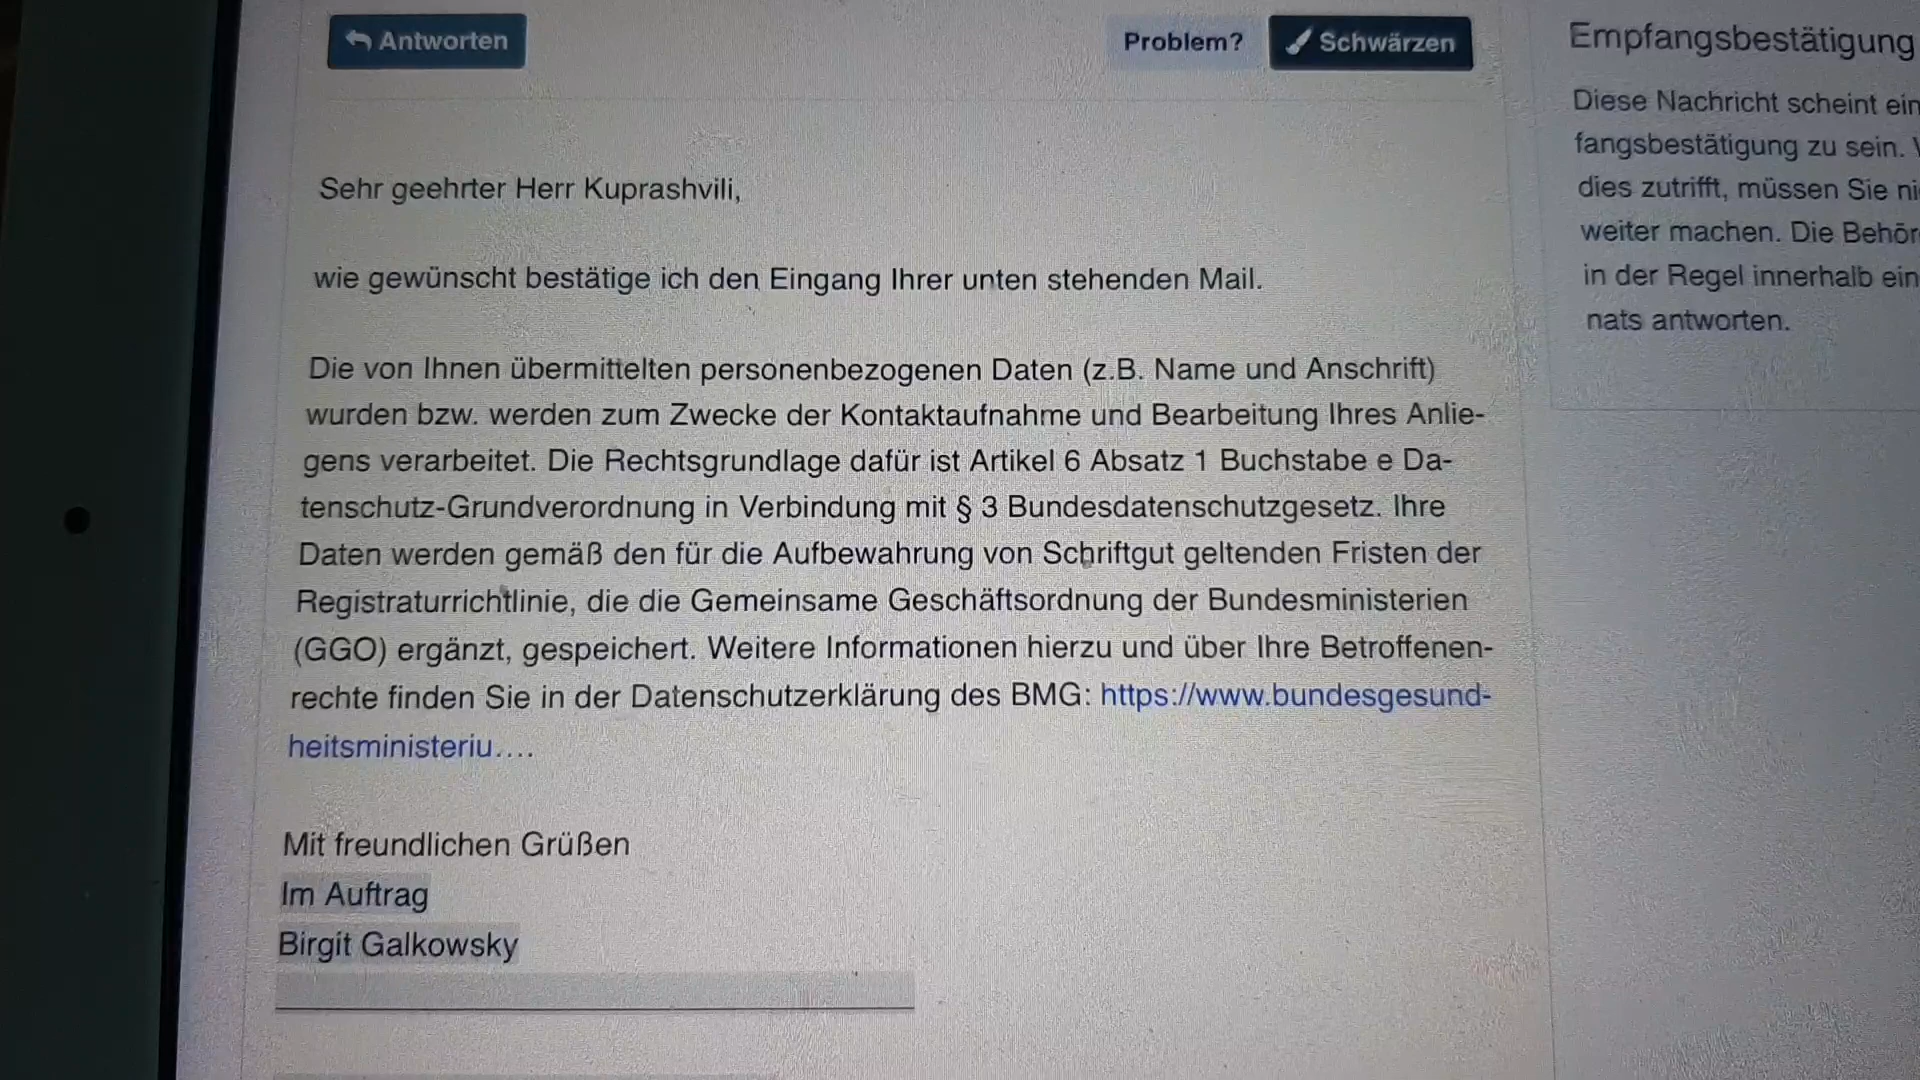 Antworten
Problem?
Schwärzen
Sehr geehrter Herr Kuprashvili,
wie gewünscht bestätige ich den Eingang Ihrer unten stehenden Mail.
Die von Ihnen übermittelten personenbezogenen Daten (z.B. Name und Anschrift)
wurden bzw. werden zum Zwecke der Kontaktaufnahme und Bearbeitung Ihres Anlie-
gens verarbeitet. Die Rechtsgrundlage dafür ist Artikel 6 Absatz 1 Buchstabe e Da-
tenschutz-Grundverordnung in Verbindung mit § 3 Bundesdatenschutzgesetz. Ihre
Daten werden gemäß den für die Aufbewahrung von Schriftgut geltenden Fristen der
Registraturrichtlinie, die die Gemeinsame Geschäftsordnung der Bundesministerien
(GGO) ergänzt, gespeichert. Weitere Informationen hierzu und über Ihre Betroffenen-
rechte finden Sie in der Datenschutzerklärung des BMG: https://www.bundesgesund-
heitsministeriu....
Mit freundlichen Grüßen
Im Auftrag
Birgit Galkowsky
Empfangsbestätigung
Diese Nachricht scheint ein
fangsbestätigung zu sein.
dies zutrifft, müssen Sie ni
weiter machen. Die Behör
in der Regel innerhalb ein
nats antworten.